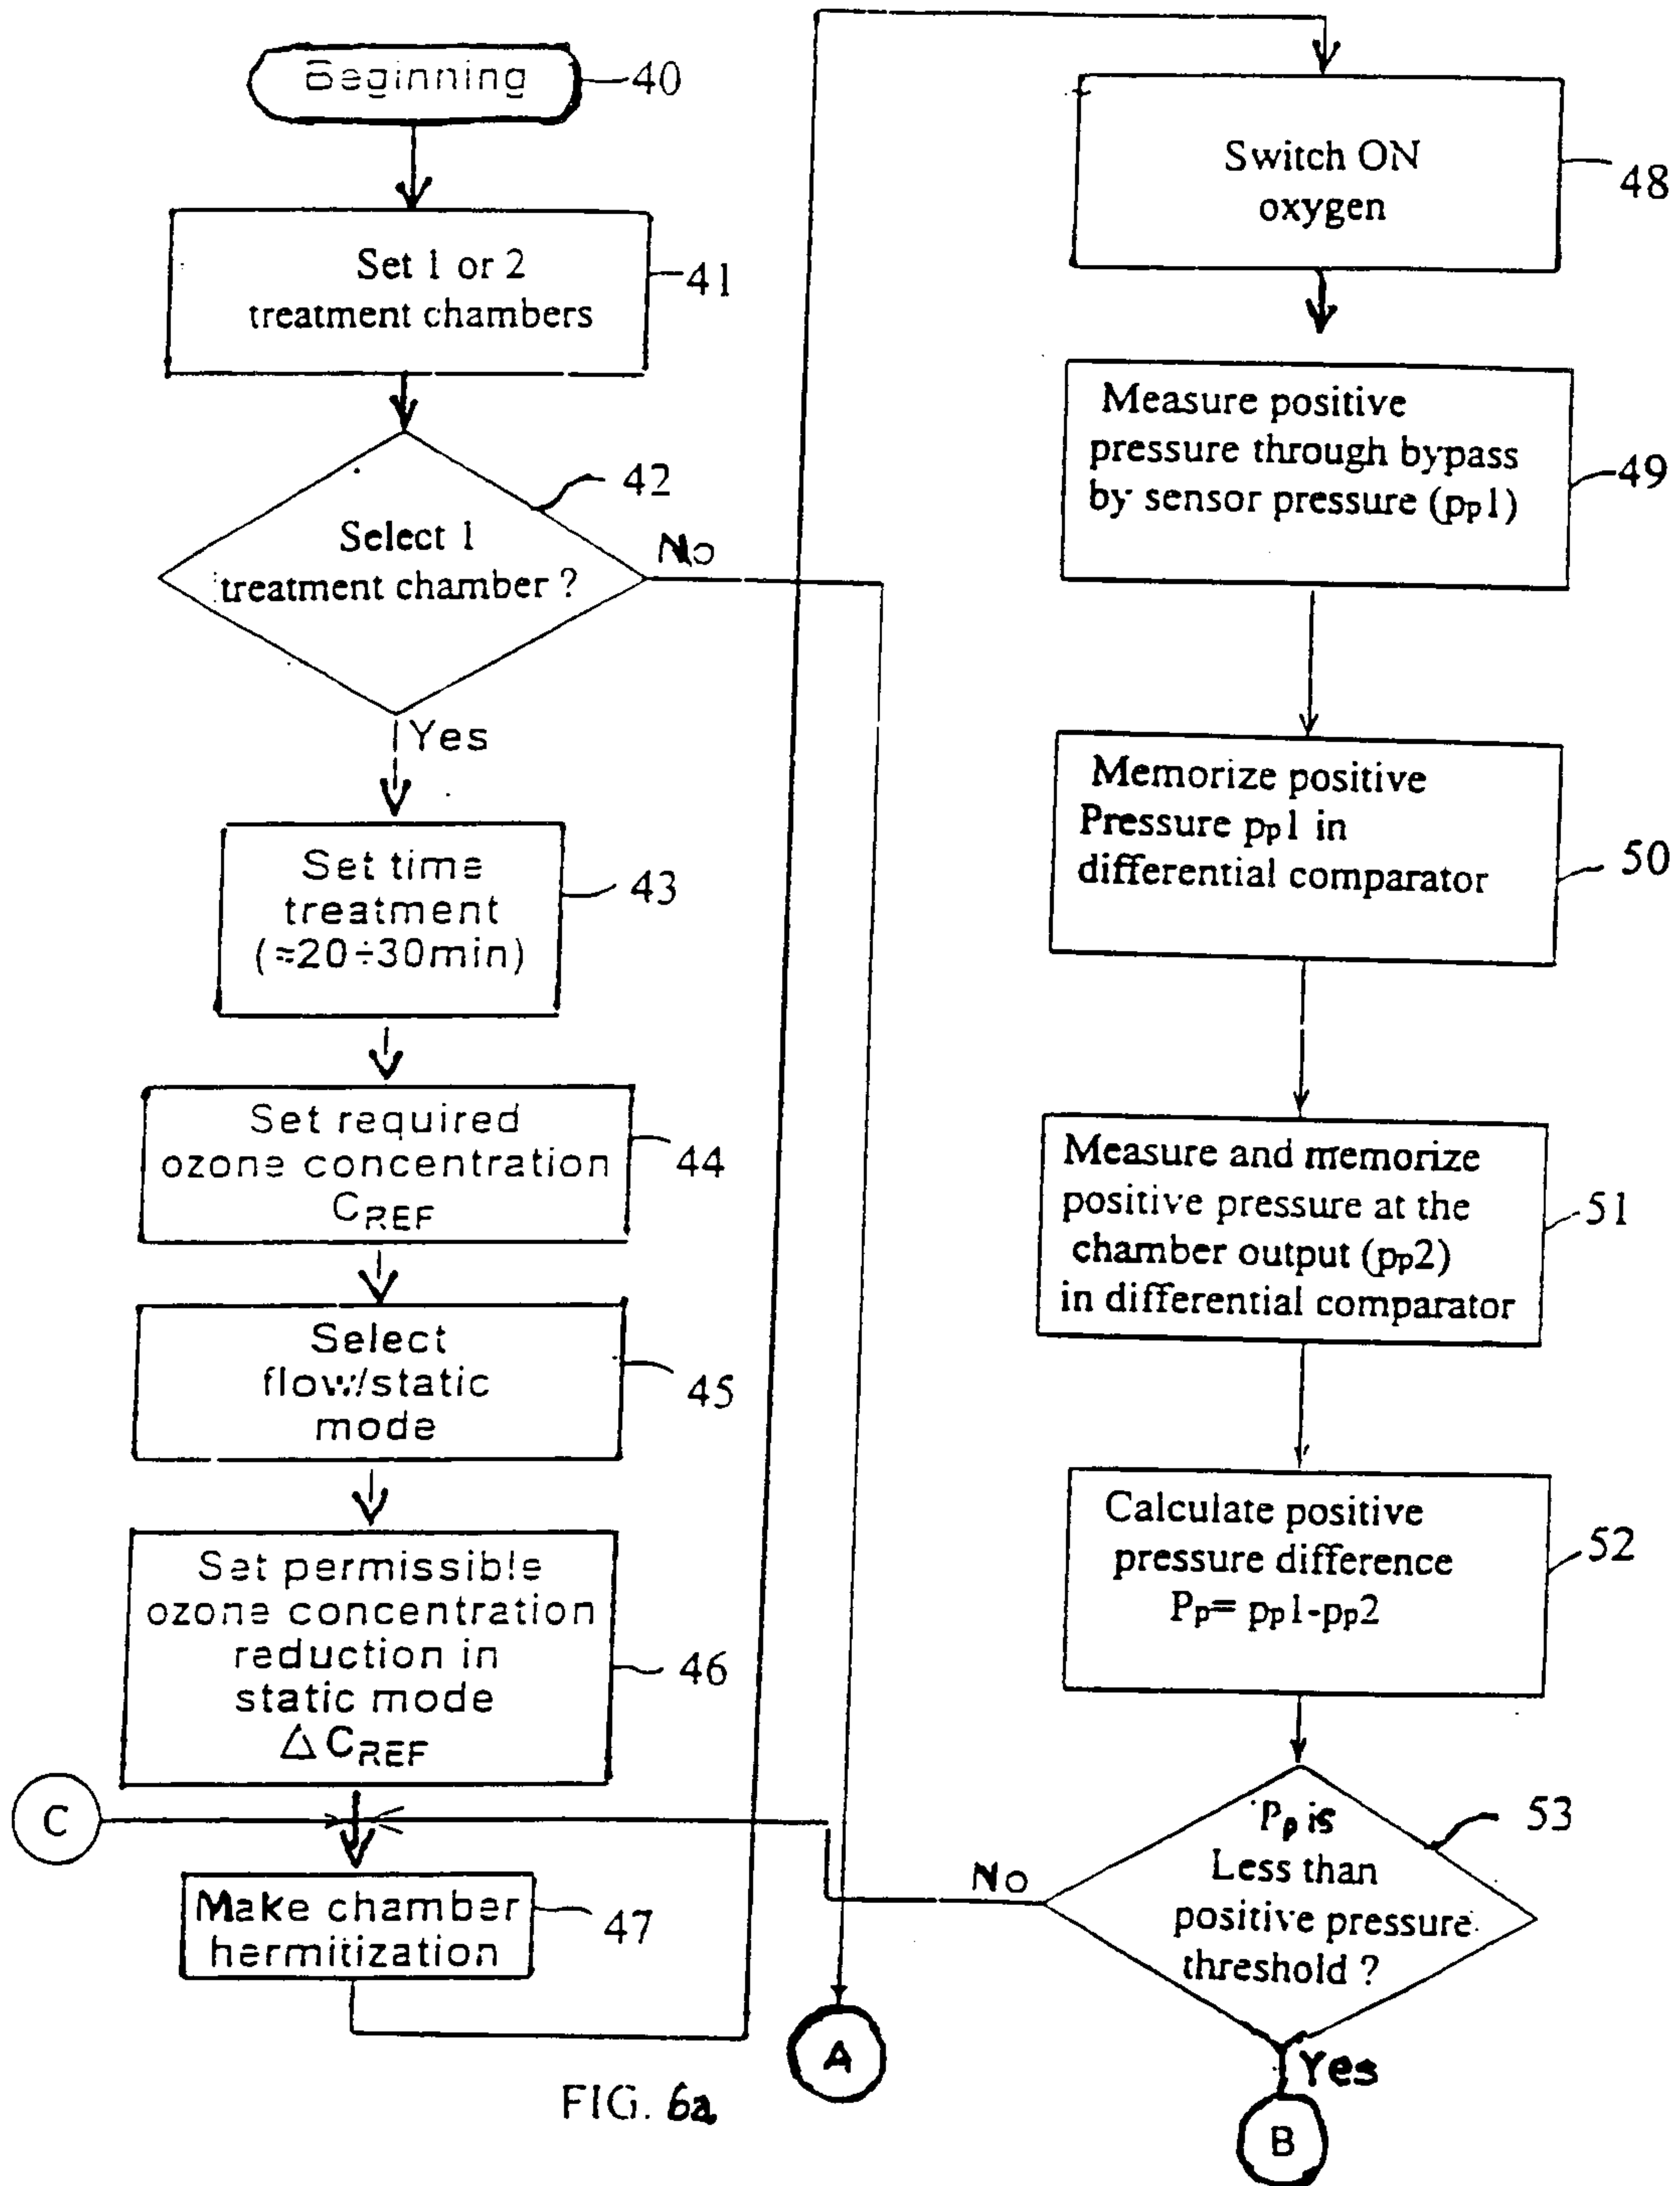 Beginning
40
Set 1 or 2
treatment chambers
41
42
Select 1
treatment chamber ?
No
Yes
Set time
treatment
(≈20÷30min)
43
Set required
ozone concentration
CREF
44
Select
flow/static
mode
45
Set permissible
ozone concentration
reduction in
static mode
△ CREF
46
C
Make chamber
hermitization
47
A
Switch ON
oxygen
48
Measure positive
pressure through bypass
by sensor pressure (pp1)
49
Memorize positive
Pressure pp1 in
differential comparator
50
Measure and memorize
positive pressure at the
chamber output (pp2)
in differential comparator
51
Calculate positive
pressure difference
Pp= pp1-pp2
52
Pp is
Less than
positive pressure
threshold ?
53
No
Yes
B
FIG. 6a